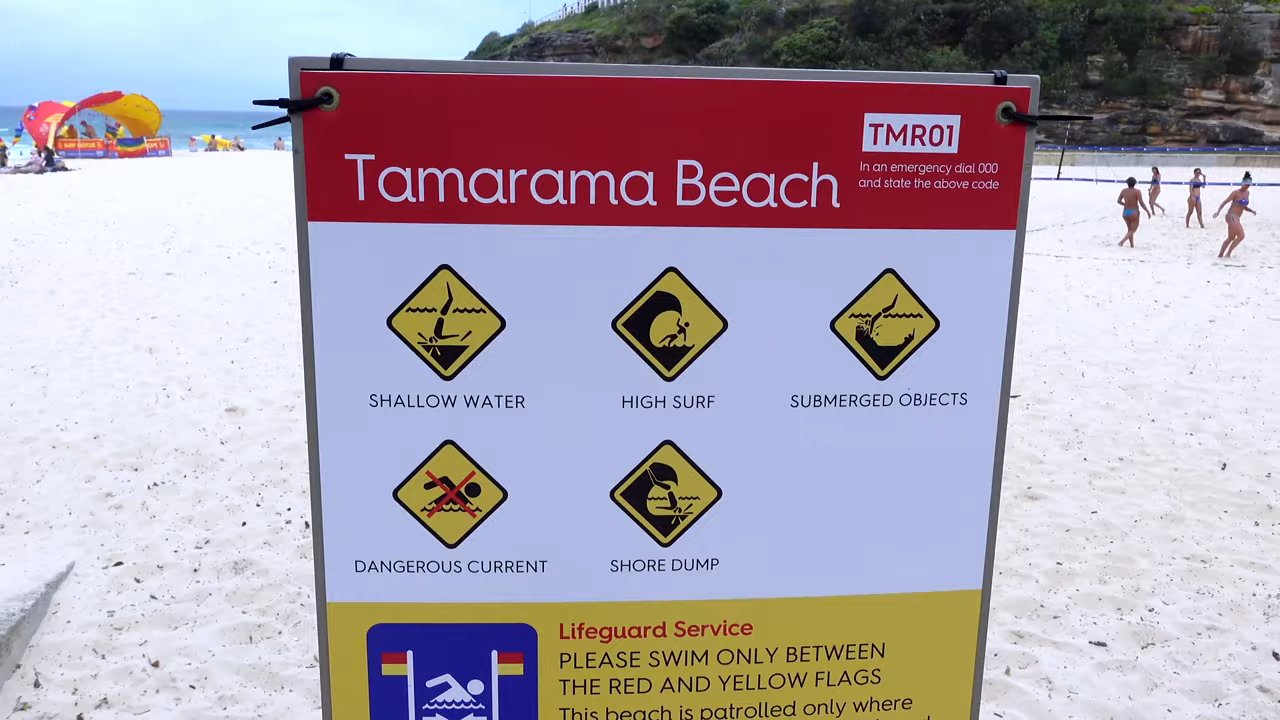 TMR01
In an emergency dial 000
and state the above code
Tamarama Beach
SHALLOW WATER
HIGH SURF
SUBMERGED OBJECTS
DANGEROUS CURRENT
SHORE DUMP
Lifeguard Service
PLEASE SWIM ONLY BETWEEN
THE RED AND YELLOW FLAGS
This beach is patrolled only where